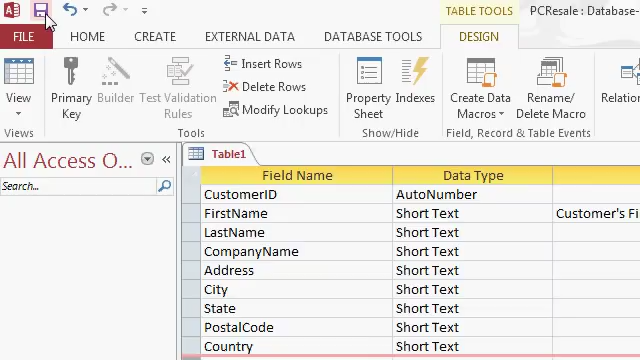 TABLE TOOLS
PCResale : Database-
FILE
HOME
CREATE
EXTERNAL DATA
DATABASE TOOLS
DESIGN
View
Primary Key
Builder
Test Validation Rules
Insert Rows
Delete Rows
Modify Lookups
Property Sheet
Indexes
Create Data Macros
Rename/ Delete Macro
Views
Tools
Show/Hide
Field, Record & Table Events
All Access O...
Search...
Table1
Field Name Data Type
CustomerID AutoNumber
FirstName Short Text Customer's Fi
LastName Short Text
CompanyName Short Text
Address Short Text
City Short Text
State Short Text
PostalCode Short Text
Country Short Text